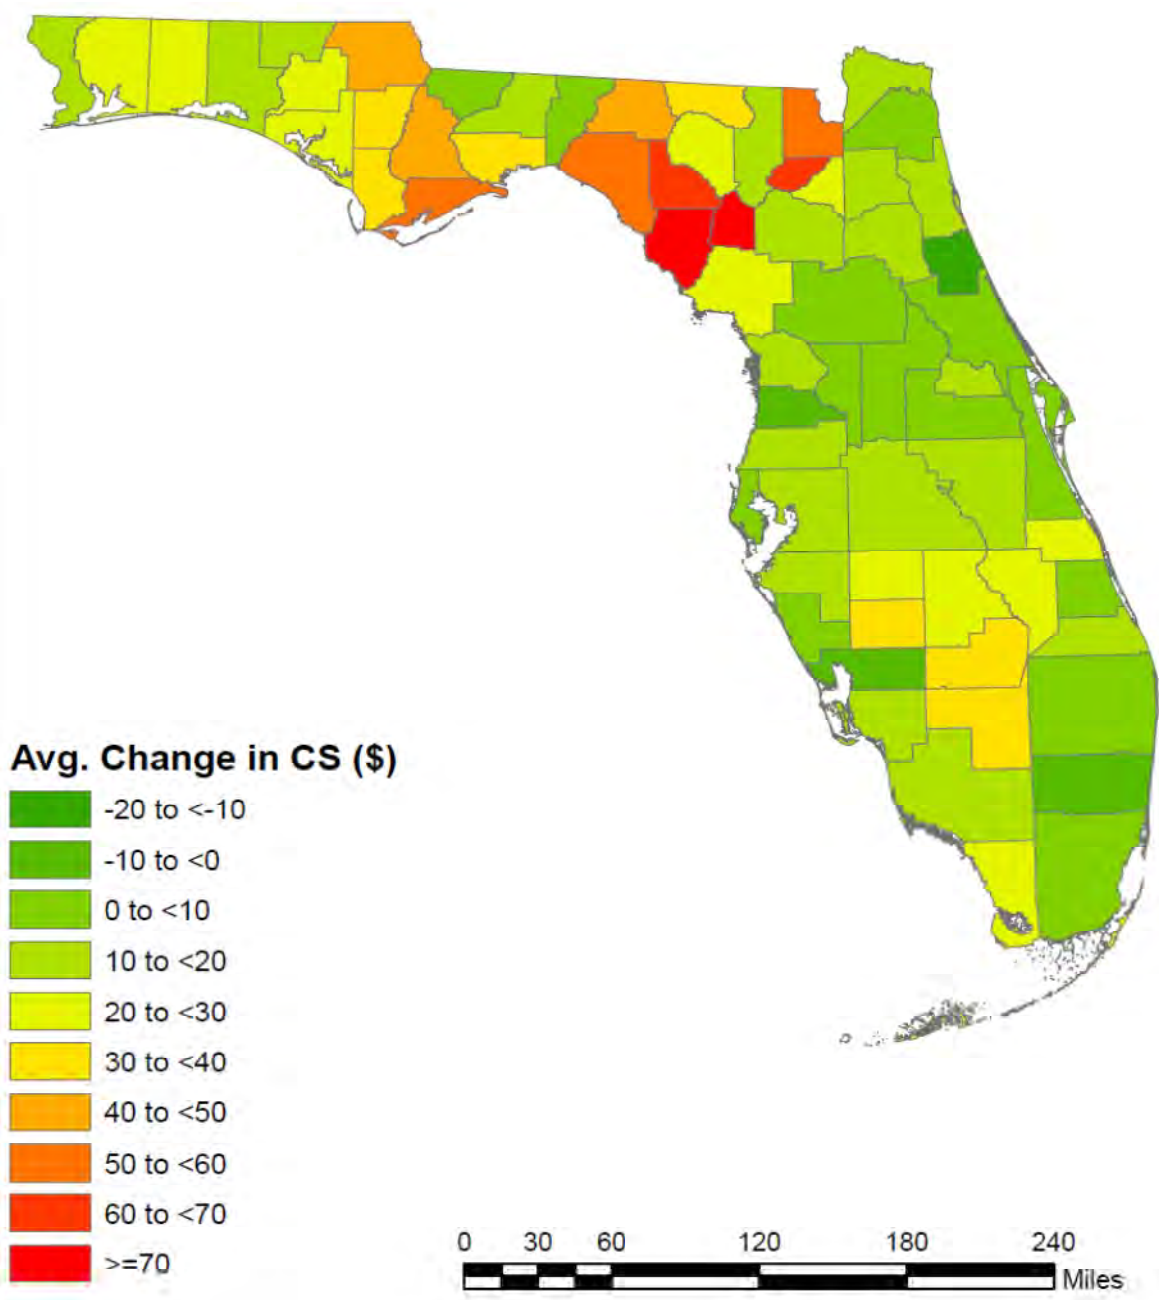 Avg. Change in CS ($)
-20 to <-10
-10 to <0
0 to <10
10 to <20
20 to <30
30 to <40
40 to <50
50 to <60
60 to <70
>=70
0 30 60 120 180 240
Miles